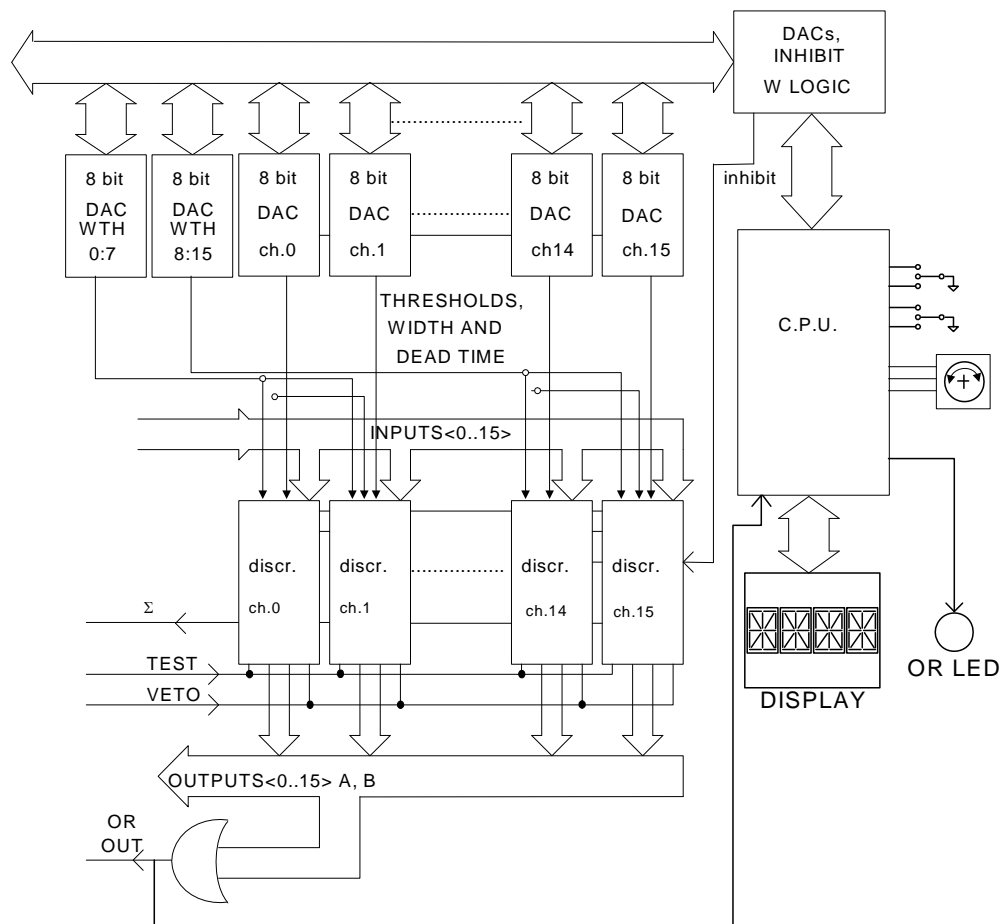 DACs,
INHIBIT
W LOGIC
8 bit
DAC
WTH
0:7
8 bit
DAC
WTH
8:15
8 bit
DAC
ch.0
8 bit
DAC
ch.1
8 bit
DAC
ch14
8 bit
DAC
ch.15
inhibit
C.P.U.
THRESHOLDS,
WIDTH AND
DEAD TIME
INPUTS<0..15>
discr.
ch.0
discr.
ch.1
discr.
ch.14
discr.
ch.15
Σ
TEST
VETO
DISPLAY
OR LED
OUTPUTS<0..15> A, B
OR
OUT